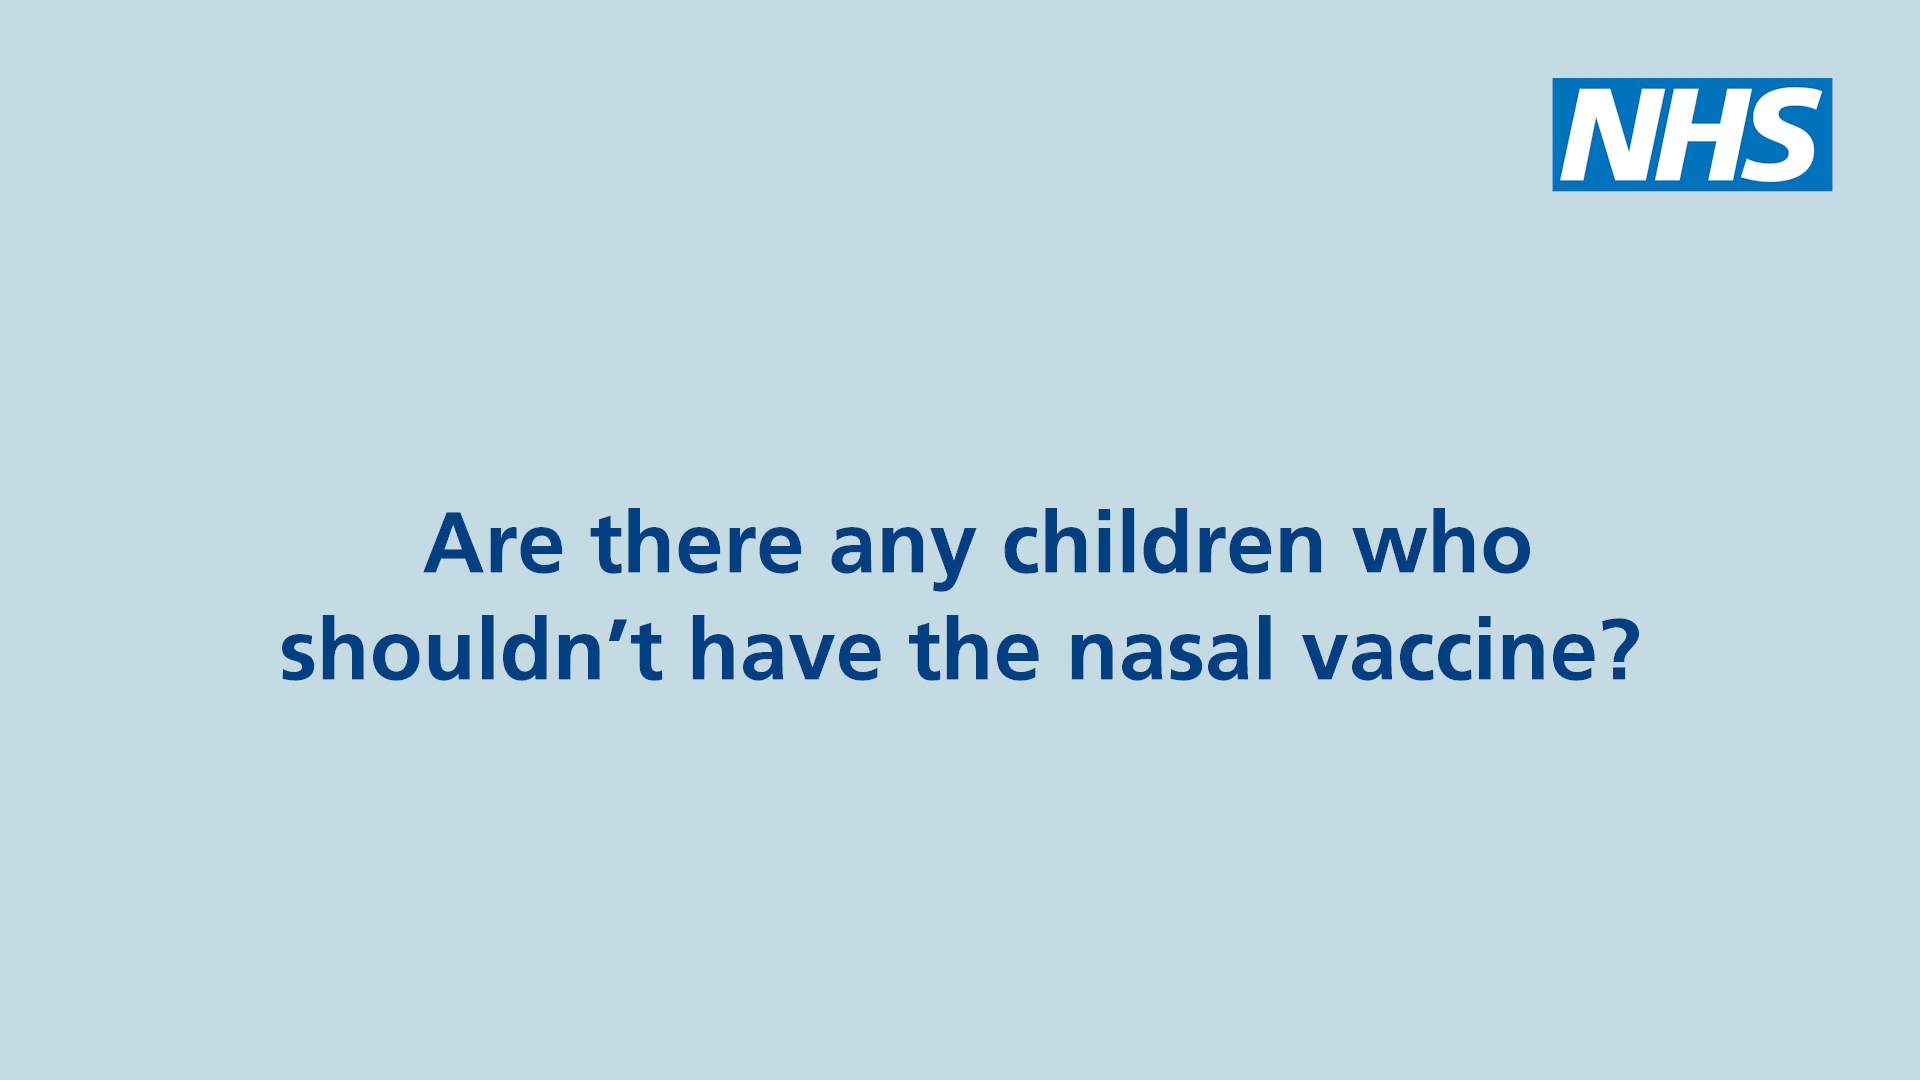 NHS
Are there any children who
shouldn’t have the nasal vaccine?